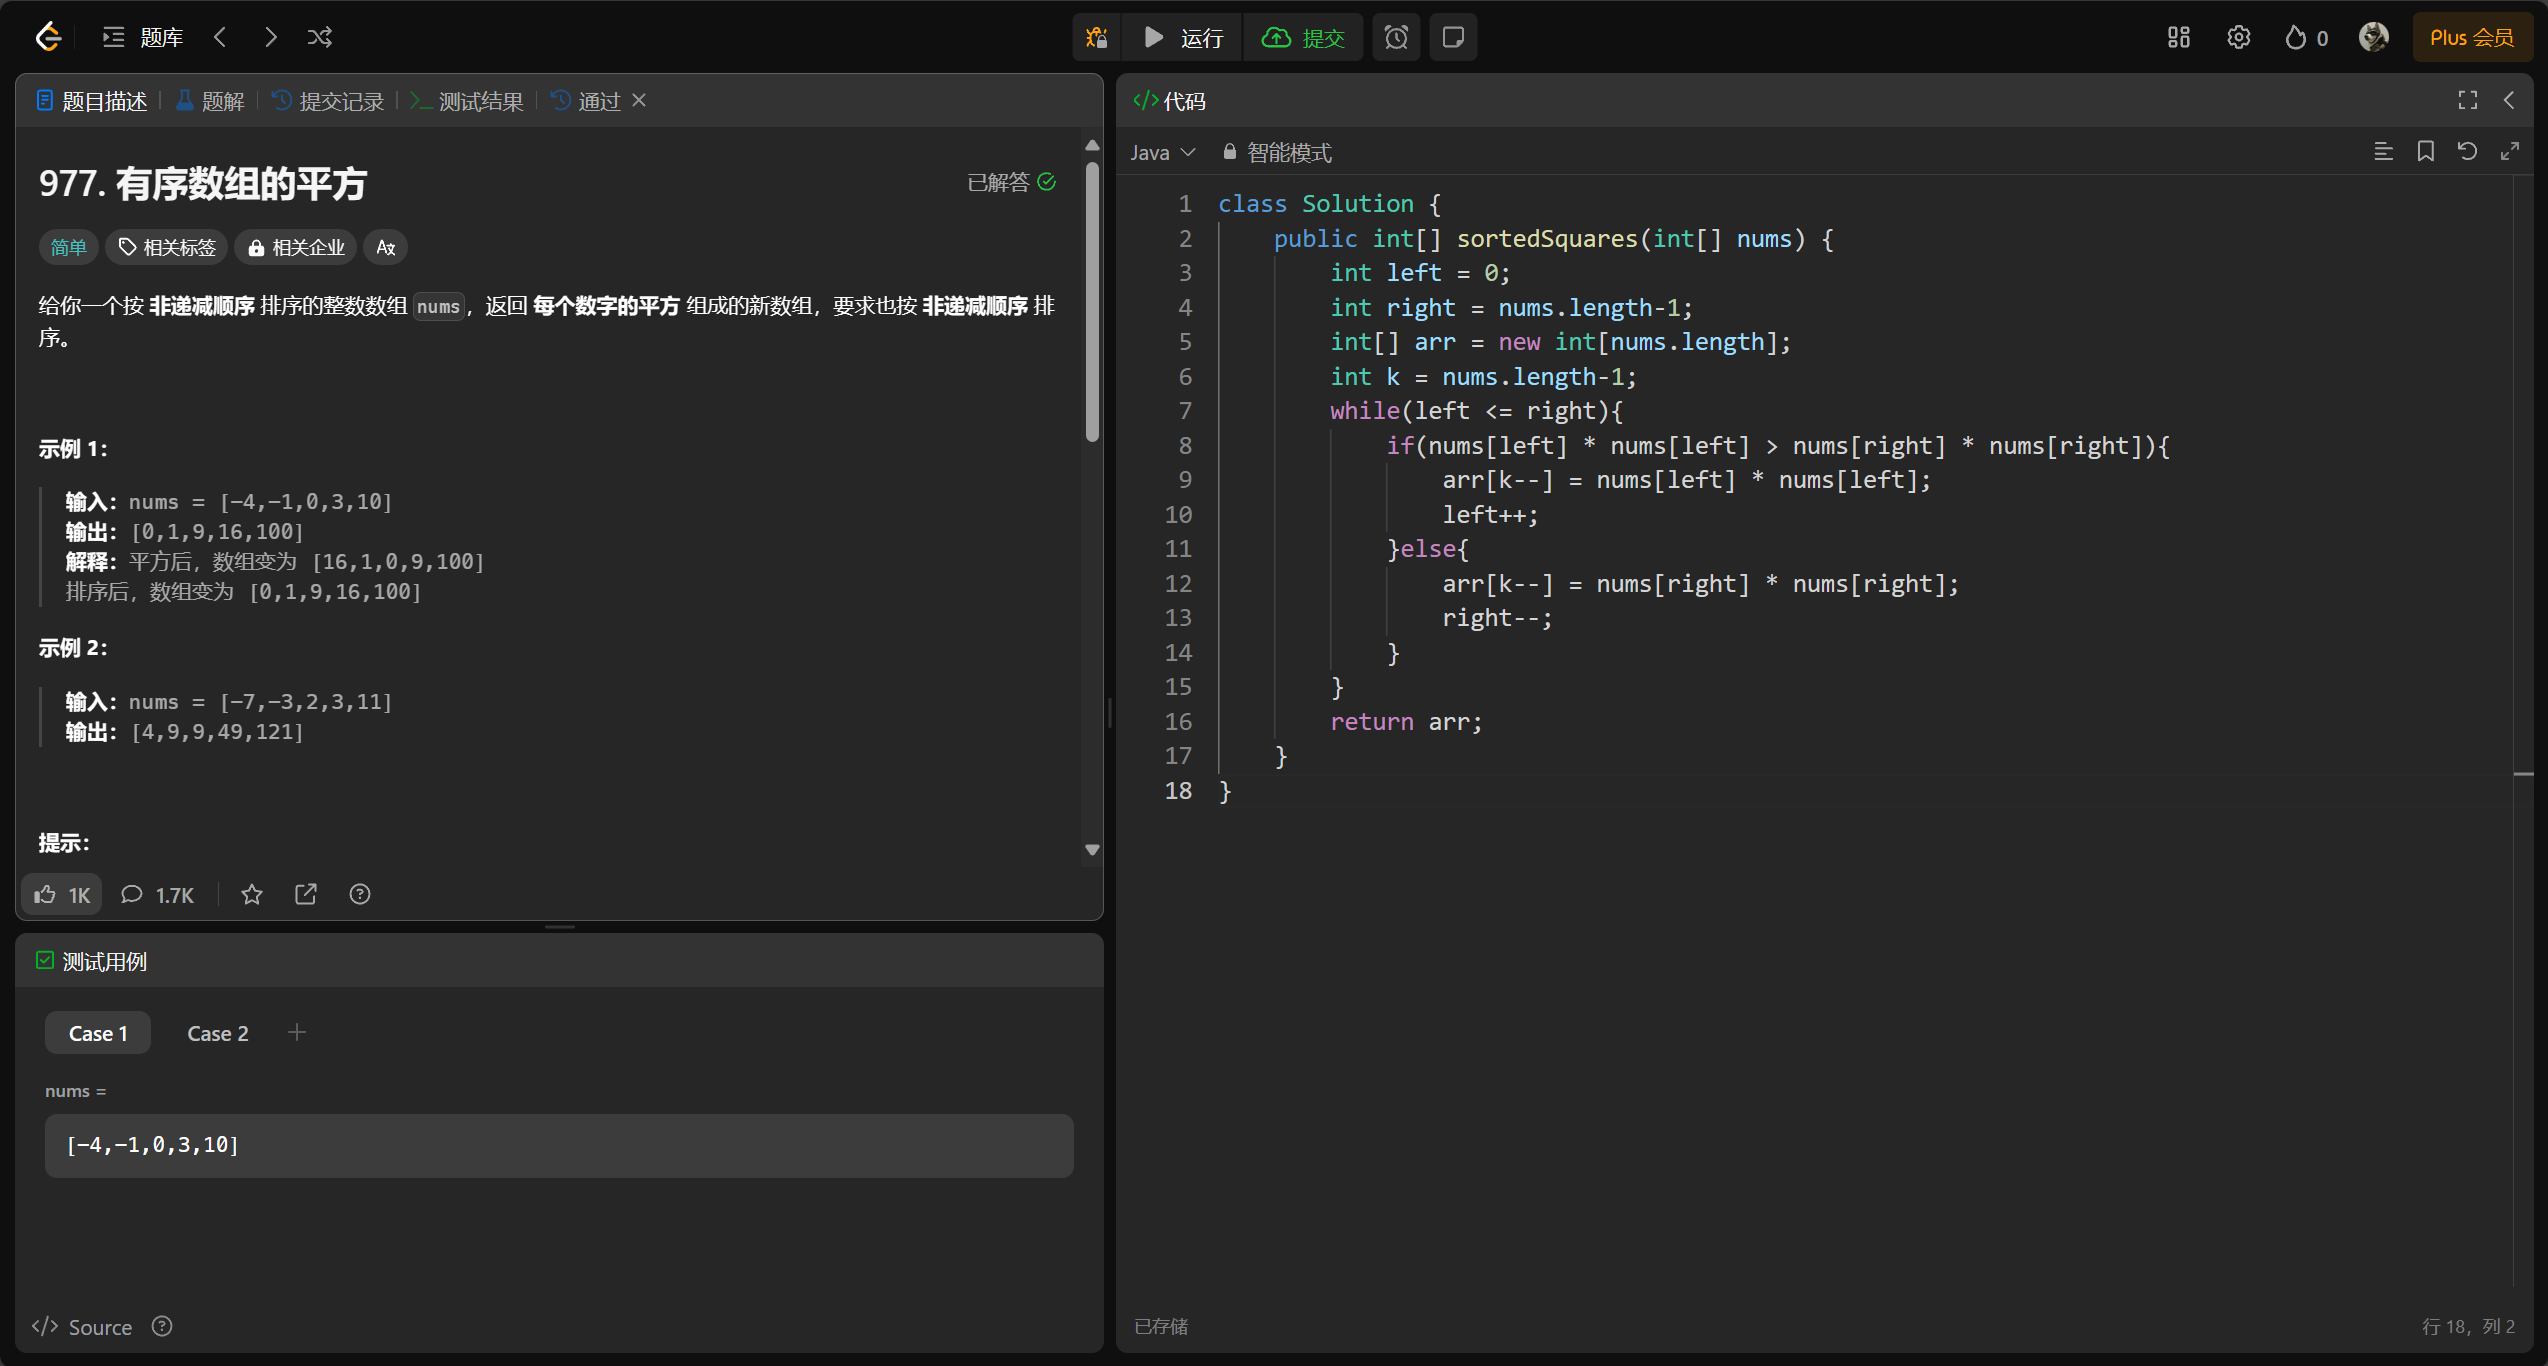 题库
运行
提交
0
Plus 会员
题目描述
题解
提交记录
测试结果
通过
977. 有序数组的平方
已解答
简单
相关标签
相关企业
给你一个按 非递减顺序 排序的整数数组 nums，返回 每个数字的平方 组成的新数组，要求也按 非递减顺序 排
序。
示例 1：
输入：nums = [-4,-1,0,3,10]
输出：[0,1,9,16,100]
解释：平方后，数组变为 [16,1,0,9,100]
排序后，数组变为 [0,1,9,16,100]
示例 2：
输入：nums = [-7,-3,2,3,11]
输出：[4,9,9,49,121]
提示：
1K
1.7K
测试用例
Case 1
Case 2
nums =
[-4,-1,0,3,10]
Source
代码
Java
智能模式
1 class Solution {
2     public int[] sortedSquares(int[] nums) {
3         int left = 0;
4         int right = nums.length-1;
5         int[] arr = new int[nums.length];
6         int k = nums.length-1;
7         while(left <= right){
8             if(nums[left] * nums[left] > nums[right] * nums[right]){
9                 arr[k--] = nums[left] * nums[left];
10                 left++;
11             }else{
12                 arr[k--] = nums[right] * nums[right];
13                 right--;
14             }
15         }
16         return arr;
17     }
18 }
已存储
行 18，列 2